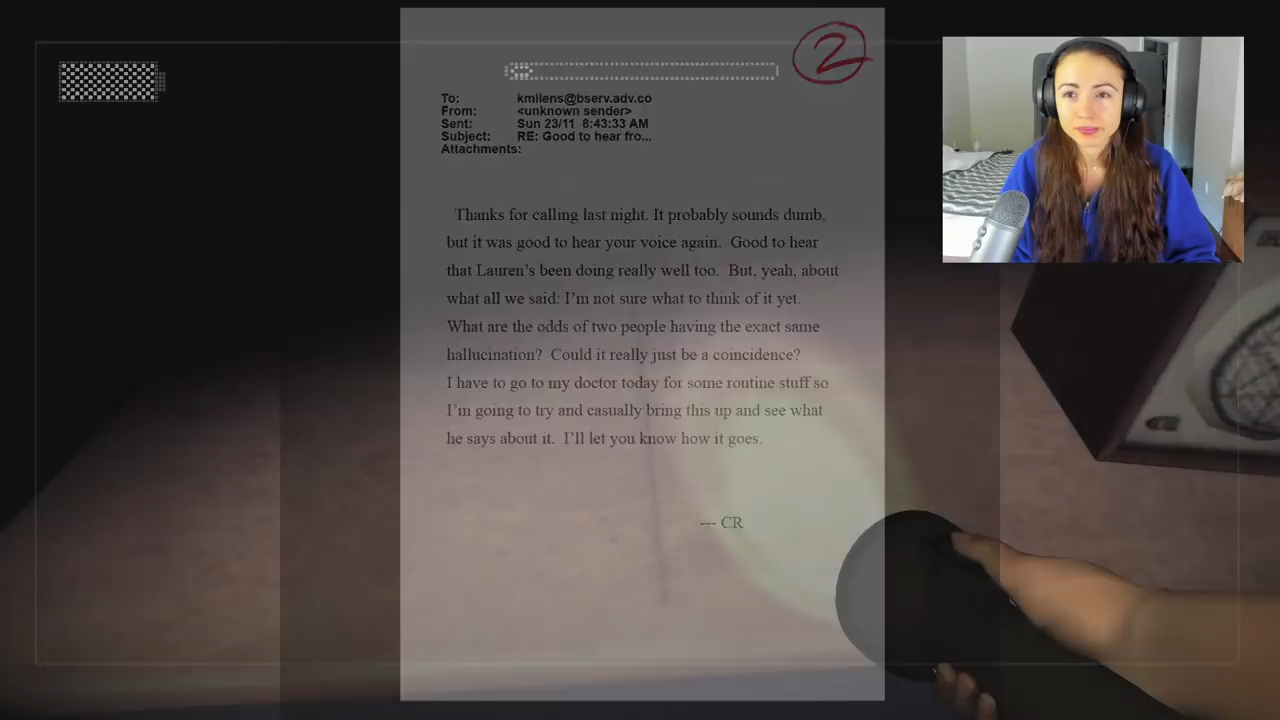 2
To: kmilens@bserv.adv.co
From: <unknown sender>
Sent: Sun 23/11 8:43:33 AM
Subject: RE: Good to hear fro...
Attachments:
Thanks for calling last night. It probably sounds dumb,
but it was good to hear your voice again. Good to hear
that Lauren's been doing really well too. But, yeah, about
what all we said: I'm not sure what to think of it yet.
What are the odds of two people having the exact same
hallucination? Could it really just be a coincidence?
I have to go to my doctor today for some routine stuff so
I'm going to try and casually bring this up and see what
he says about it. I'll let you know how it goes.
--- CR